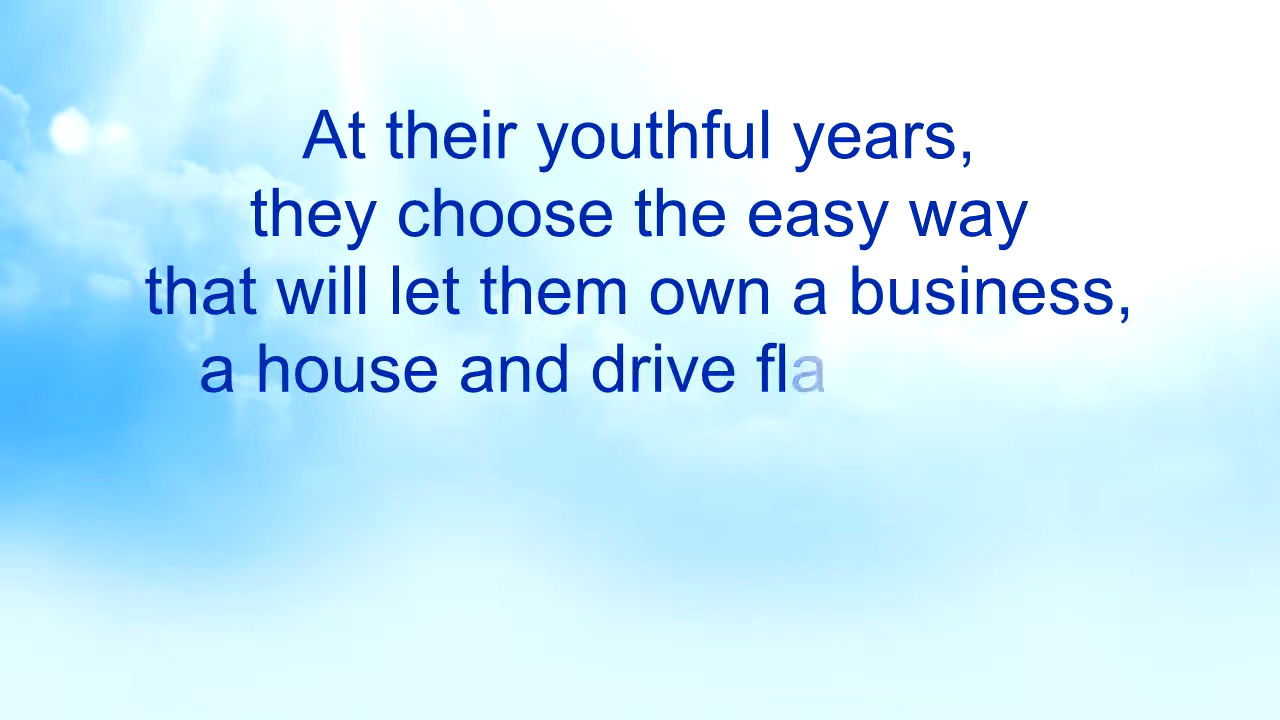 At their youthful years,
they choose the easy way
that will let them own a business,
a house and drive fla